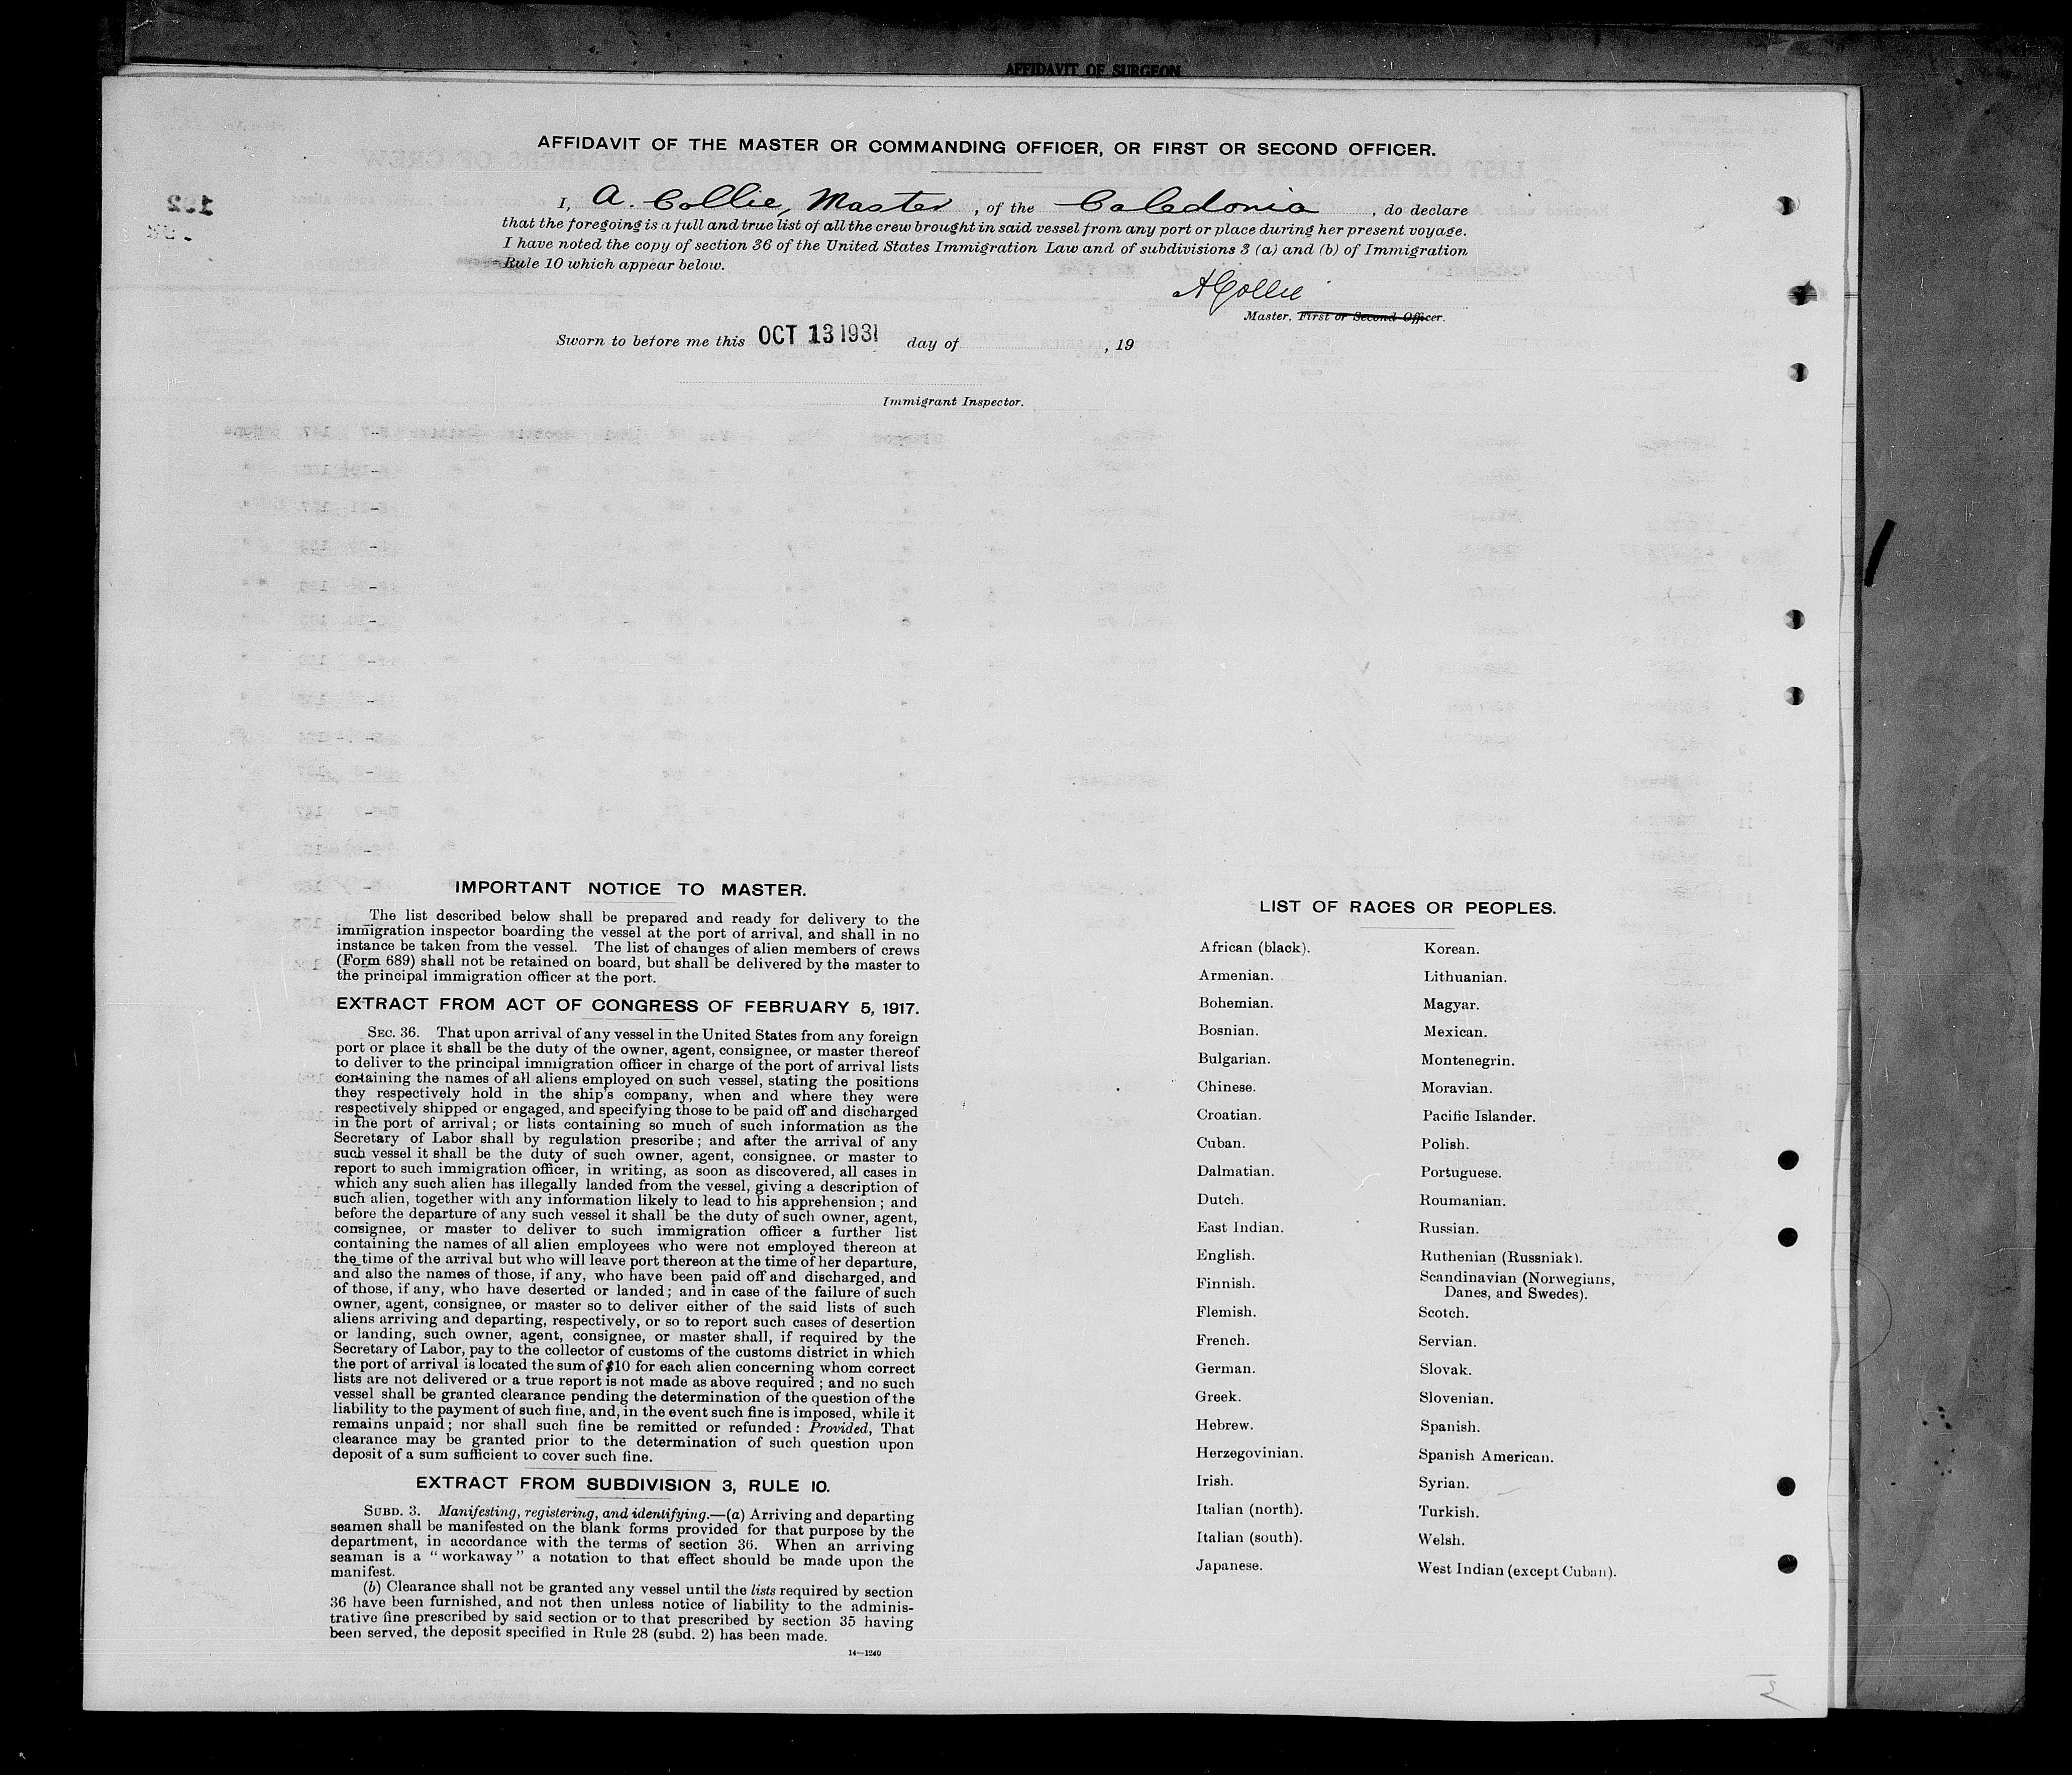 AFFIDAVIT OF SURGEON
AFFIDAVIT OF THE MASTER OR COMMANDING OFFICER, OR FIRST OR SECOND OFFICER.
I, A. Collie, Master, of the Caledonia, do declare
that the foregoing is a full and true list of all the crew brought in said vessel from any port or place during her present voyage.
I have noted the copy of section 36 of the United States Immigration Law and of subdivisions 3 (a) and (b) of Immigration
Rule 10 which appear below.
A Collie
Master, First or Second Officer.
Sworn to before me this OCT 13 1931 day of , 19
Immigrant Inspector.
IMPORTANT NOTICE TO MASTER.
The list described below shall be prepared and ready for delivery to the
immigration inspector boarding the vessel at the port of arrival, and shall in no
instance be taken from the vessel. The list of changes of alien members of crews
(Form 689) shall not be retained on board, but shall be delivered by the master to
the principal immigration officer at the port.
EXTRACT FROM ACT OF CONGRESS OF FEBRUARY 5, 1917.
SEC. 36. That upon arrival of any vessel in the United States from any foreign
port or place it shall be the duty of the owner, agent, consignee, or master thereof
to deliver to the principal immigration officer in charge of the port of arrival lists
containing the names of all aliens employed on such vessel, stating the positions
they respectively hold in the ship's company, when and where they were
respectively shipped or engaged, and specifying those to be paid off and discharged
in the port of arrival; or lists containing so much of such information as the
Secretary of Labor shall by regulation prescribe; and after the arrival of any
such vessel it shall be the duty of such owner, agent, consignee, or master to
report to such immigration officer, in writing, as soon as discovered, all cases in
which any such alien has illegally landed from the vessel, giving a description of
such alien, together with any information likely to lead to his apprehension; and
before the departure of any such vessel it shall be the duty of such owner, agent,
consignee, or master to deliver to such immigration officer a further list
containing the names of all alien employees who were not employed thereon at
the time of the arrival but who will leave port thereon at the time of her departure,
and also the names of those, if any, who have been paid off and discharged, and
of those, if any, who have deserted or landed; and in case of the failure of such
owner, agent, consignee, or master so to deliver either of the said lists of such
aliens arriving and departing, respectively, or so to report such cases of desertion
or landing, such owner, agent, consignee, or master shall, if required by the
Secretary of Labor, pay to the collector of customs of the customs district in which
the port of arrival is located the sum of $10 for each alien concerning whom correct
lists are not delivered or a true report is not made as above required; and no such
vessel shall be granted clearance pending the determination of the question of the
liability to the payment of such fine, and, in the event such fine is imposed, while it
remains unpaid; nor shall such fine be remitted or refunded: Provided, That
clearance may be granted prior to the determination of such question upon
deposit of a sum sufficient to cover such fine.
EXTRACT FROM SUBDIVISION 3, RULE 10.
SUBD. 3. Manifesting, registering, and identifying.—(a) Arriving and departing
seamen shall be manifested on the blank forms provided for that purpose by the
department, in accordance with the terms of section 36. When an arriving
seaman is a "workaway" a notation to that effect should be made upon the
manifest.
(b) Clearance shall not be granted any vessel until the lists required by section
36 have been furnished, and not then unless notice of liability to the adminis-
trative fine prescribed by said section or to that prescribed by section 35 having
been served, the deposit specified in Rule 28 (subd. 2) has been made.
14—1240
LIST OF RACES OR PEOPLES.
African (black).
Armenian.
Bohemian.
Bosnian.
Bulgarian.
Chinese.
Croatian.
Cuban.
Dalmatian.
Dutch.
East Indian.
English.
Finnish.
Flemish.
French.
German.
Greek.
Hebrew.
Herzegovinian.
Irish.
Italian (north).
Italian (south).
Japanese.
Korean.
Lithuanian.
Magyar.
Mexican.
Montenegrin.
Moravian.
Pacific Islander.
Polish.
Portuguese.
Roumanian.
Russian.
Ruthenian (Russniak).
Scandinavian (Norwegians,
Danes, and Swedes).
Scotch.
Servian.
Slovak.
Slovenian.
Spanish.
Spanish American.
Syrian.
Turkish.
Welsh.
West Indian (except Cuban).